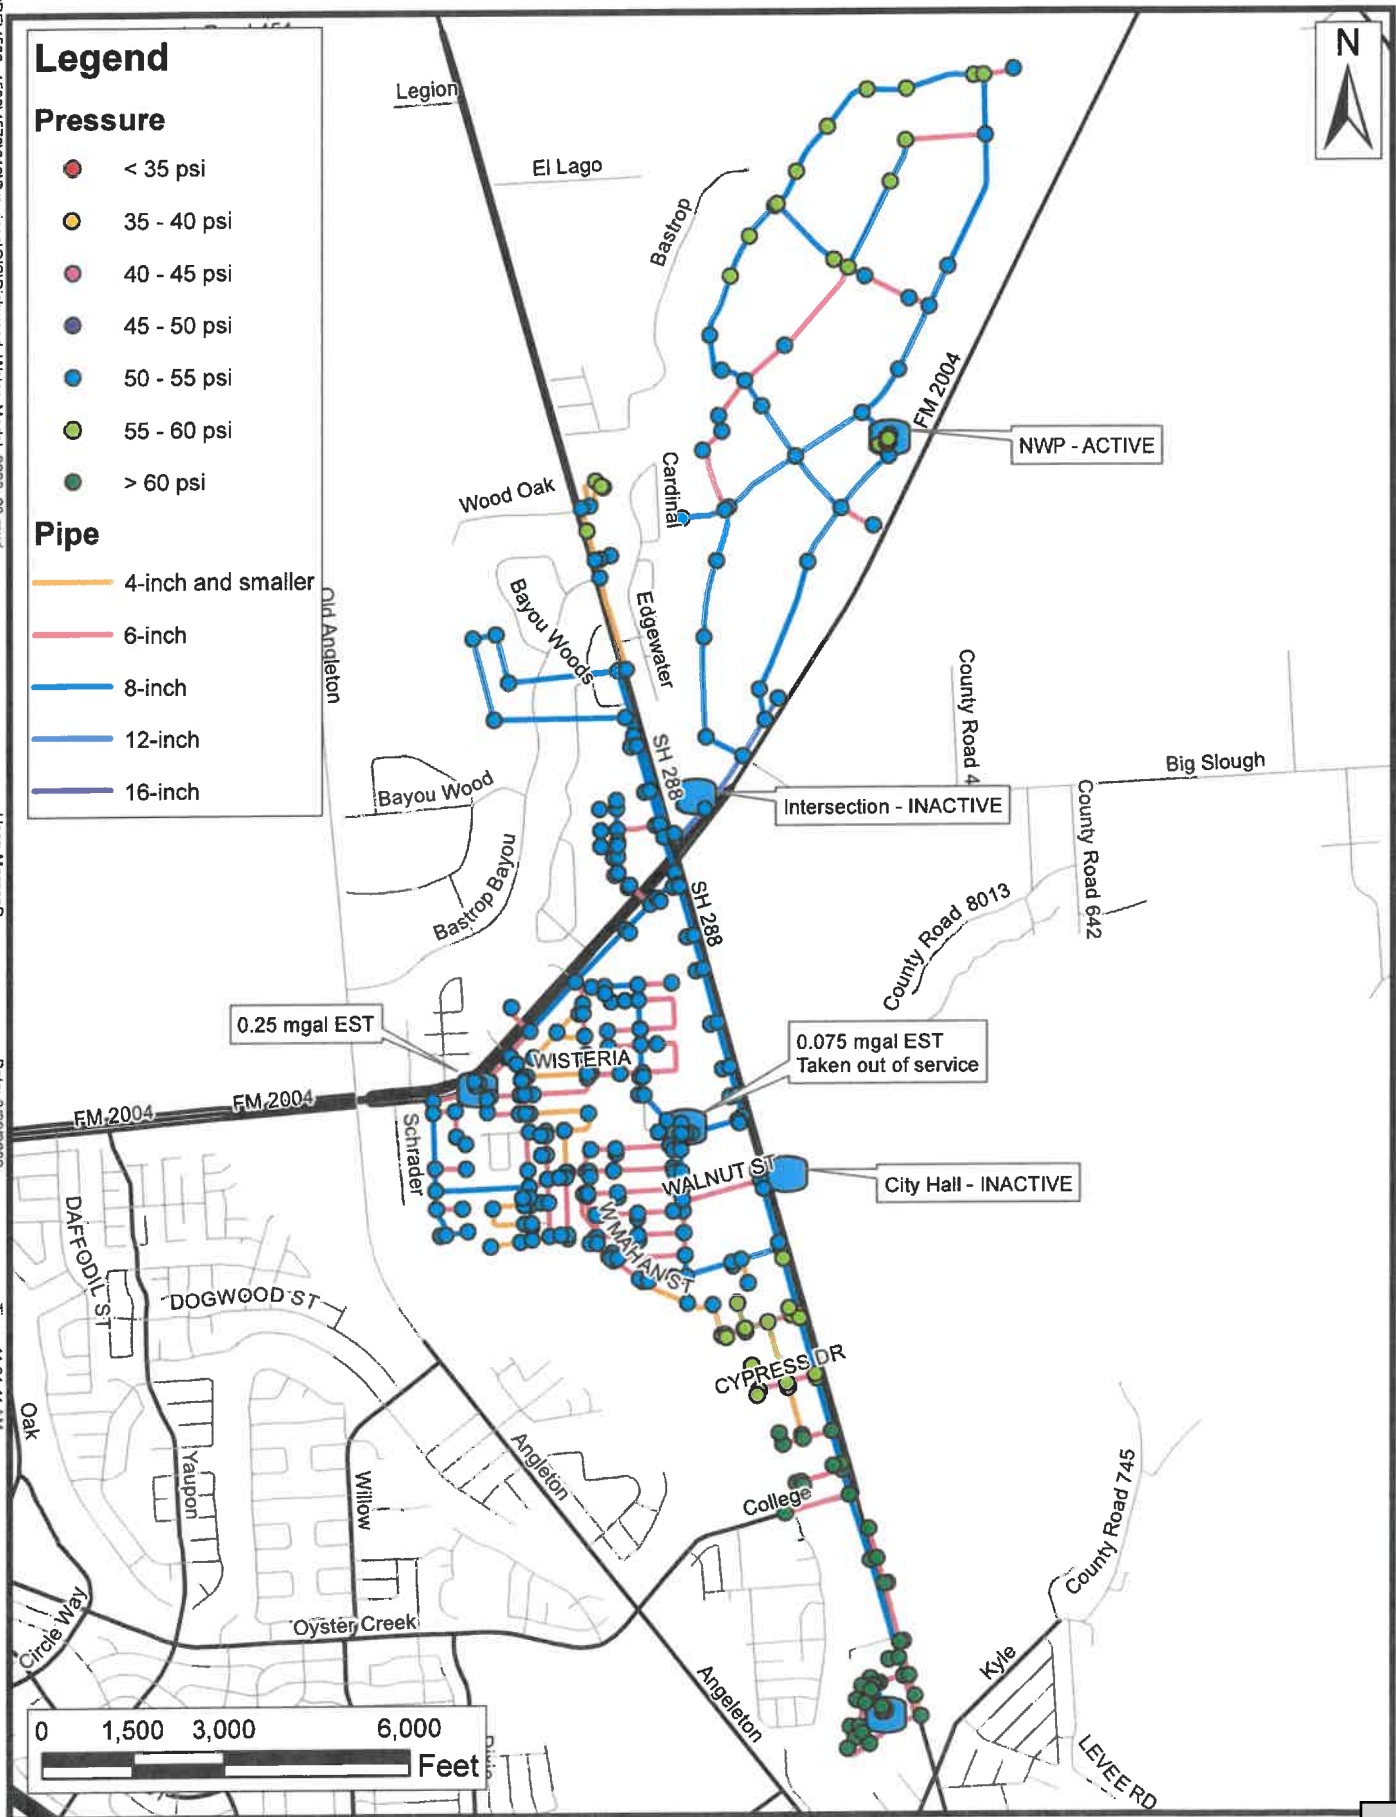 Legend
Pressure
< 35 psi
35 - 40 psi
40 - 45 psi
45 - 50 psi
50 - 55 psi
55 - 60 psi
> 60 psi
Pipe
4-inch and smaller
6-inch
8-inch
12-inch
16-inch
N
Legion
El Lago
Bastrop
FM 2004
NWP - ACTIVE
Wood Oak
Cardinal
Old Angleton
Bayou Woods
Edgewater
County Road 4
Big Slough
SH 288
Bayou Wood
Intersection - INACTIVE
County Road 642
Bastrop Bayou
SH 288
County Road 8013
0.25 mgal EST
WISTERIA
0.075 mgal EST
Taken out of service
FM 2004
FM 2004
Schrader
WALNUT ST
City Hall - INACTIVE
W MAHAN ST
DAFFODIL ST
DOGWOOD ST
CYPRESS DR
Oak
Yaupon
Willow
Angleton
College
County Road 745
Circle Way
Oyster Creek
Kyle
Angeleton
LEVEE RD
0 1,500 3,000 6,000
Feet